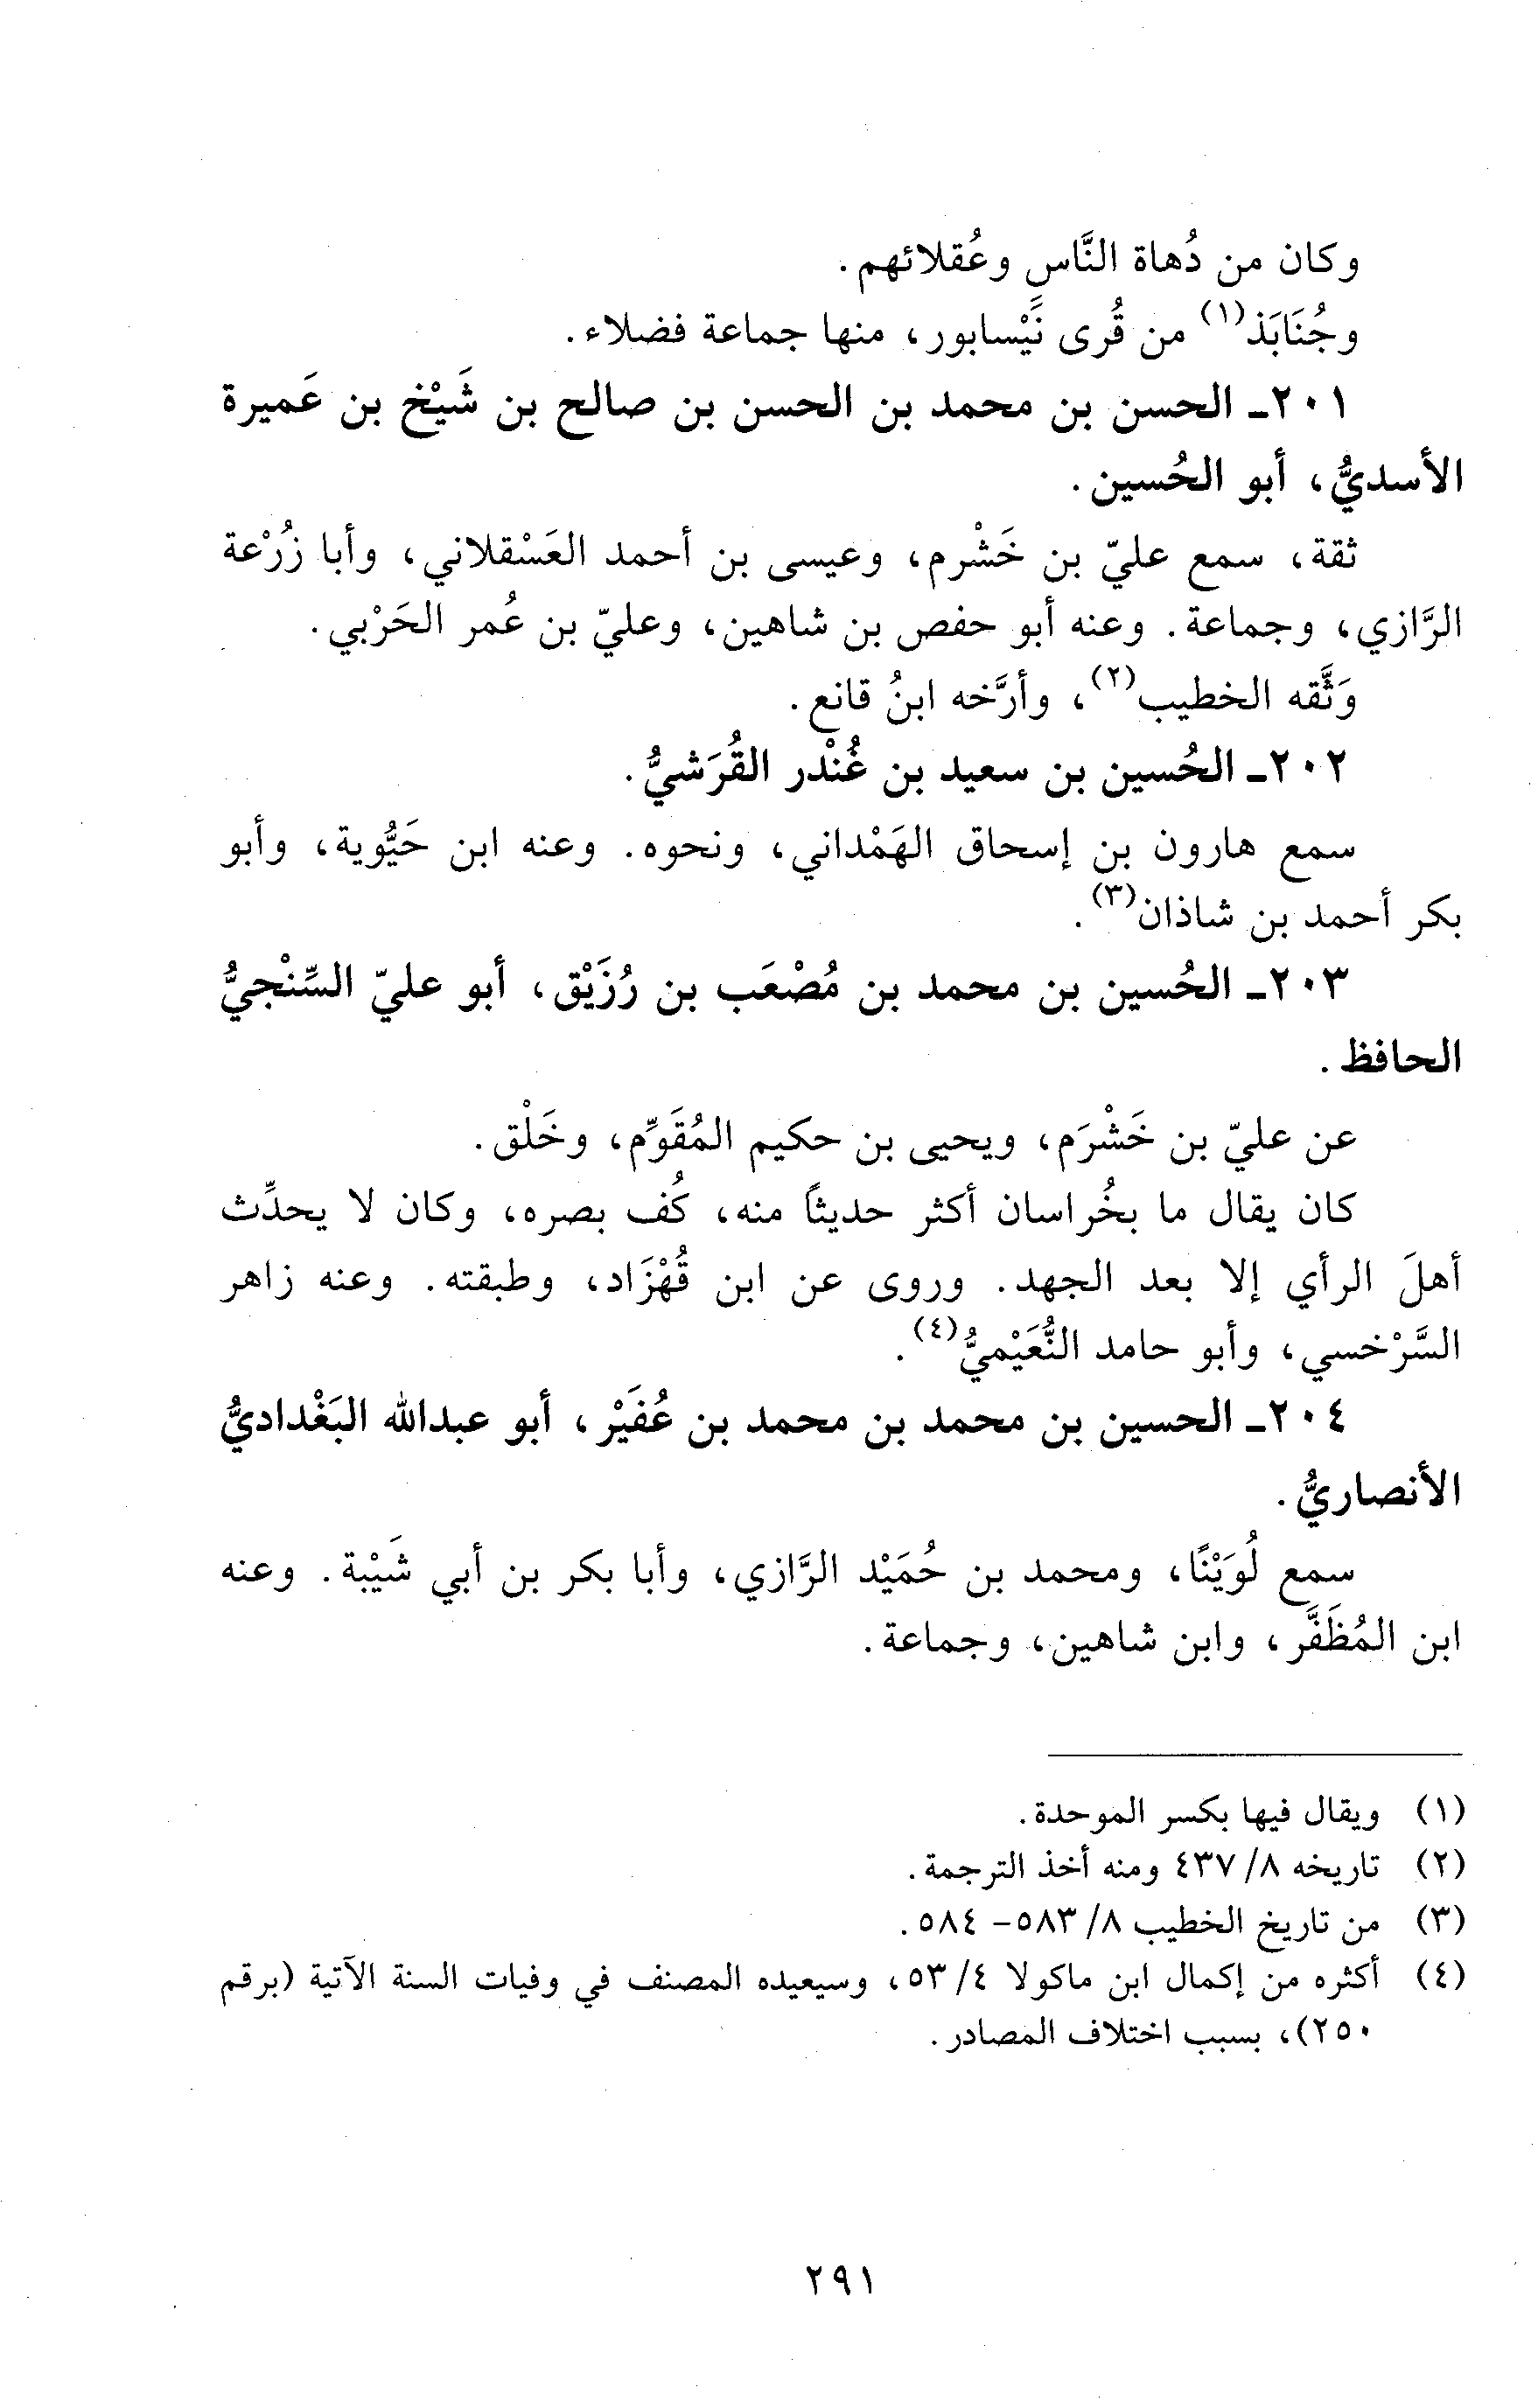 وكان من دُهاة النَّاسِ وعُقلائهم.
وجُنَابَذ(١) من قُرى نَيْسابور، منها جماعة فضلاء.
٢٠١ـ الحسن بن محمد بن الحسن بن صالح بن شَيْخ بن عَميرة
الأسديُّ، أبو الحُسين.
ثقة، سمع عليّ بن خَشْرم، وعيسى بن أحمد العَسْقلاني، وأبا زُرْعة
الرَّازي، وجماعة. وعنه أبو حفص بن شاهين، وعليّ بن عُمر الحَرْبي.
وَثَّقه الخطيب(٢)، وأرَّخه ابنُ قانع.
٢٠٢ـ الحُسين بن سعيد بن غُنْدر القُرَشيُّ.
سمع هارون بن إسحاق الهَمْداني، ونحوه. وعنه ابن حَيُّوية، وأبو
بكر أحمد بن شاذان(٣).
٢٠٣ـ الحُسين بن محمد بن مُصْعَب بن رُزَيْق، أبو عليّ السِّنْجيُّ
الحافظ.
عن عليّ بن خَشْرَم، ويحيى بن حكيم المُقَوِّم، وخَلْق.
كان يقال ما بخُراسان أكثر حديثاً منه، كُف بصره، وكان لا يحدِّث
أهلَ الرأي إلا بعد الجهد. وروى عن ابن قُهْزَاد، وطبقته. وعنه زاهر
السَّرْخسي، وأبو حامد النُّعَيْميُّ(٤).
٢٠٤ـ الحسين بن محمد بن محمد بن عُفَيْر، أبو عبدالله البَغْداديُّ
الأنصاريُّ.
سمع لُوَيْنًا، ومحمد بن حُمَيْد الرَّازي، وأبا بكر بن أبي شَيْبة. وعنه
ابن المُظَفَّر، وابن شاهين، وجماعة.
(١) ويقال فيها بكسر الموحدة.
(٢) تاريخه ٨/ ٤٣٧ ومنه أخذ الترجمة.
(٣) من تاريخ الخطيب ٨/ ٥٨٣- ٥٨٤.
(٤) أكثره من إكمال ابن ماكولا ٤/ ٥٣، وسيعيده المصنف في وفيات السنة الآتية (برقم
٢٥٠)، بسبب اختلاف المصادر.
٢٩١